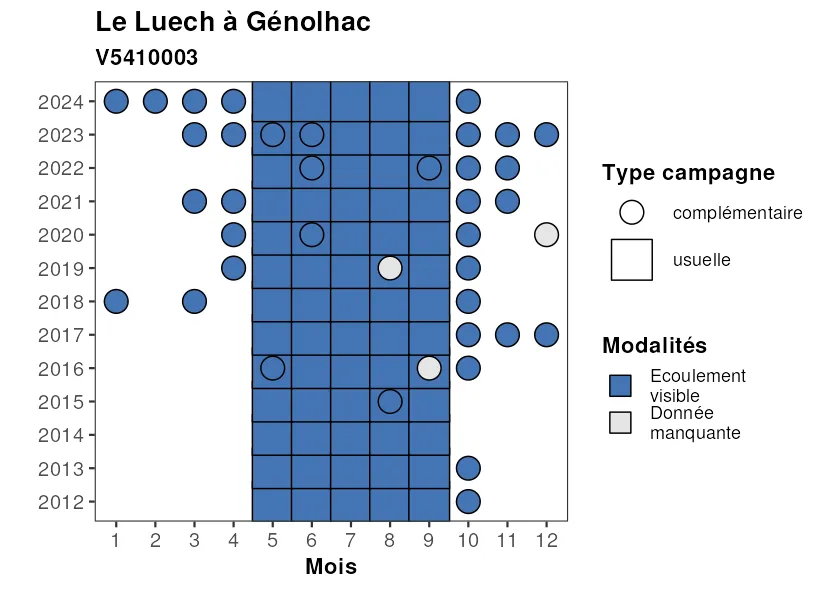 Le Luech à Génolhac
V5410003
2024
2023
2022
2021
2020
2019
2018
2017
2016
2015
2014
2013
2012
1 2 3 4 5 6 7 8 9 10 11 12
Mois
Type campagne
complémentaire
usuelle
Modalités
Ecoulement
visible
Donnée
manquante